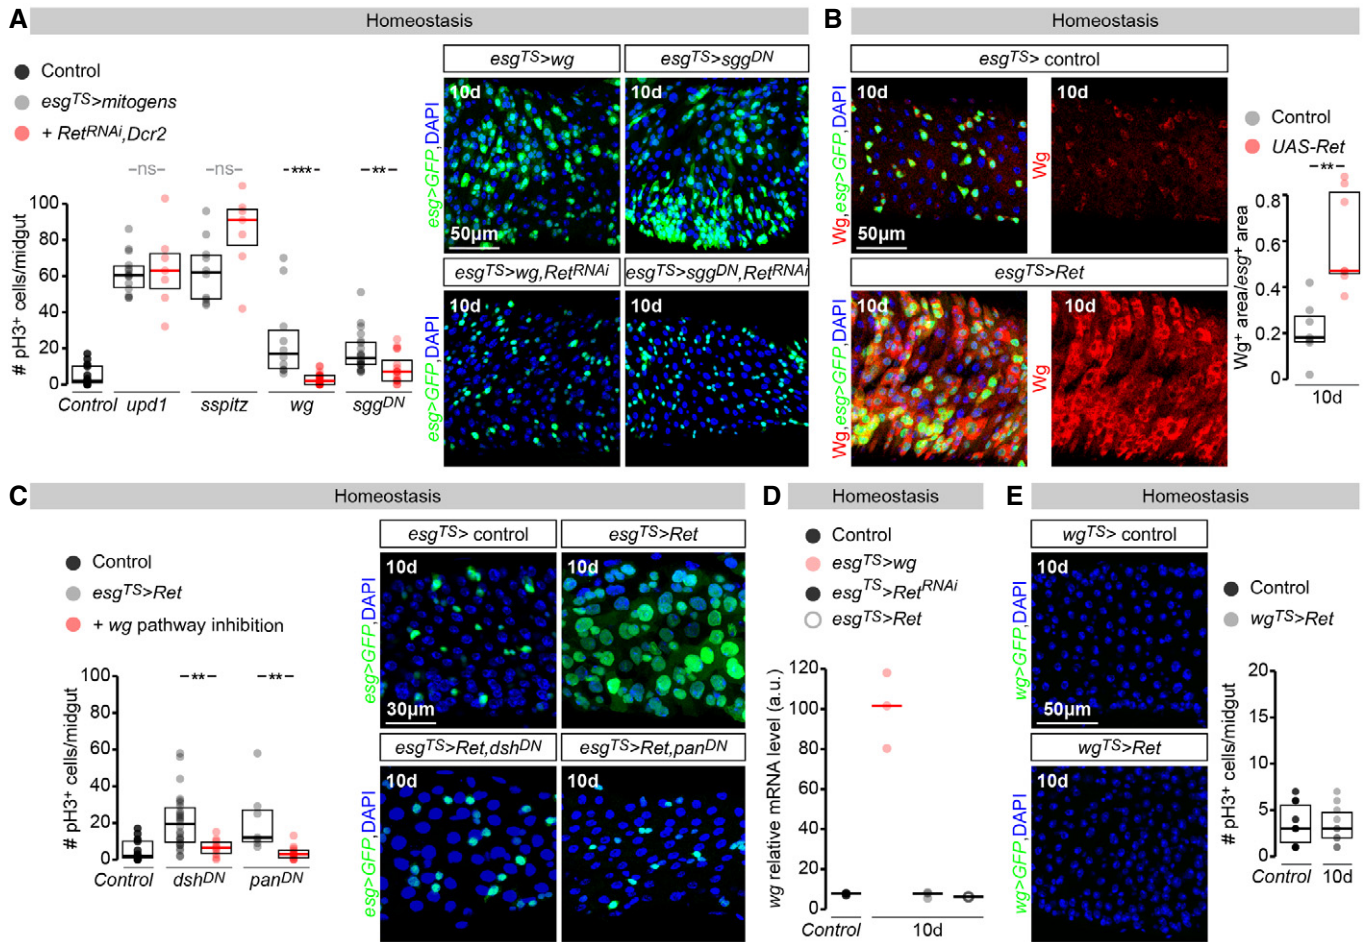 A
Homeostasis
Control
esgTS>mitogens
+ RetRNAi,Dcr2
ns
ns
***
**
# pH3+ cells/midgut
100
80
60
40
20
0
Control
upd1
sspitz
wg
sggDN
esgTS>wg
esgTS>sggDN
esg>GFP,DAPI
10d
50µm
10d
esgTS>wg,RetRNAi
esgTS>sggDN,RetRNAi
esg>GFP,DAPI
10d
10d
B
Homeostasis
esgTS> control
Wg,esg>GFP,DAPI
10d
50µm
Wg
10d
esgTS>Ret
Wg,esg>GFP,DAPI
10d
Wg
10d
Control
UAS-Ret
**
Wg+ area/esg+ area
0.8
0.6
0.4
0.2
0
10d
C
Homeostasis
Control
esgTS>Ret
+ wg pathway inhibition
**
**
# pH3+ cells/midgut
100
80
60
40
20
0
Control
dshDN
panDN
esgTS> control
esgTS>Ret
esg>GFP,DAPI
10d
30µm
10d
esgTS>Ret,dshDN
esgTS>Ret,panDN
esg>GFP,DAPI
10d
10d
D
Homeostasis
Control
esgTS>wg
esgTS>RetRNAi
esgTS>Ret
wg relative mRNA level (a.u.)
120
100
80
60
40
20
0
Control
10d
E
Homeostasis
wgTS> control
wg>GFP,DAPI
10d
50µm
wgTS>Ret
wg>GFP,DAPI
10d
Control
wgTS>Ret
# pH3+ cells/midgut
20
15
10
5
0
Control
10d